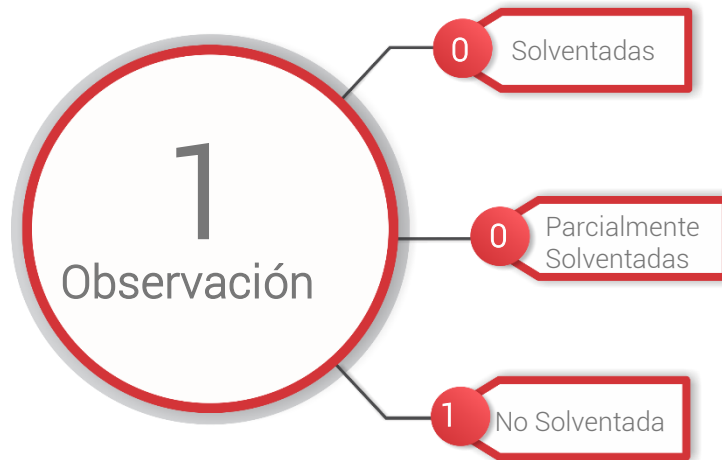 1
Observación
0
Solventadas
0
Parcialmente
Solventadas
1
No Solventada